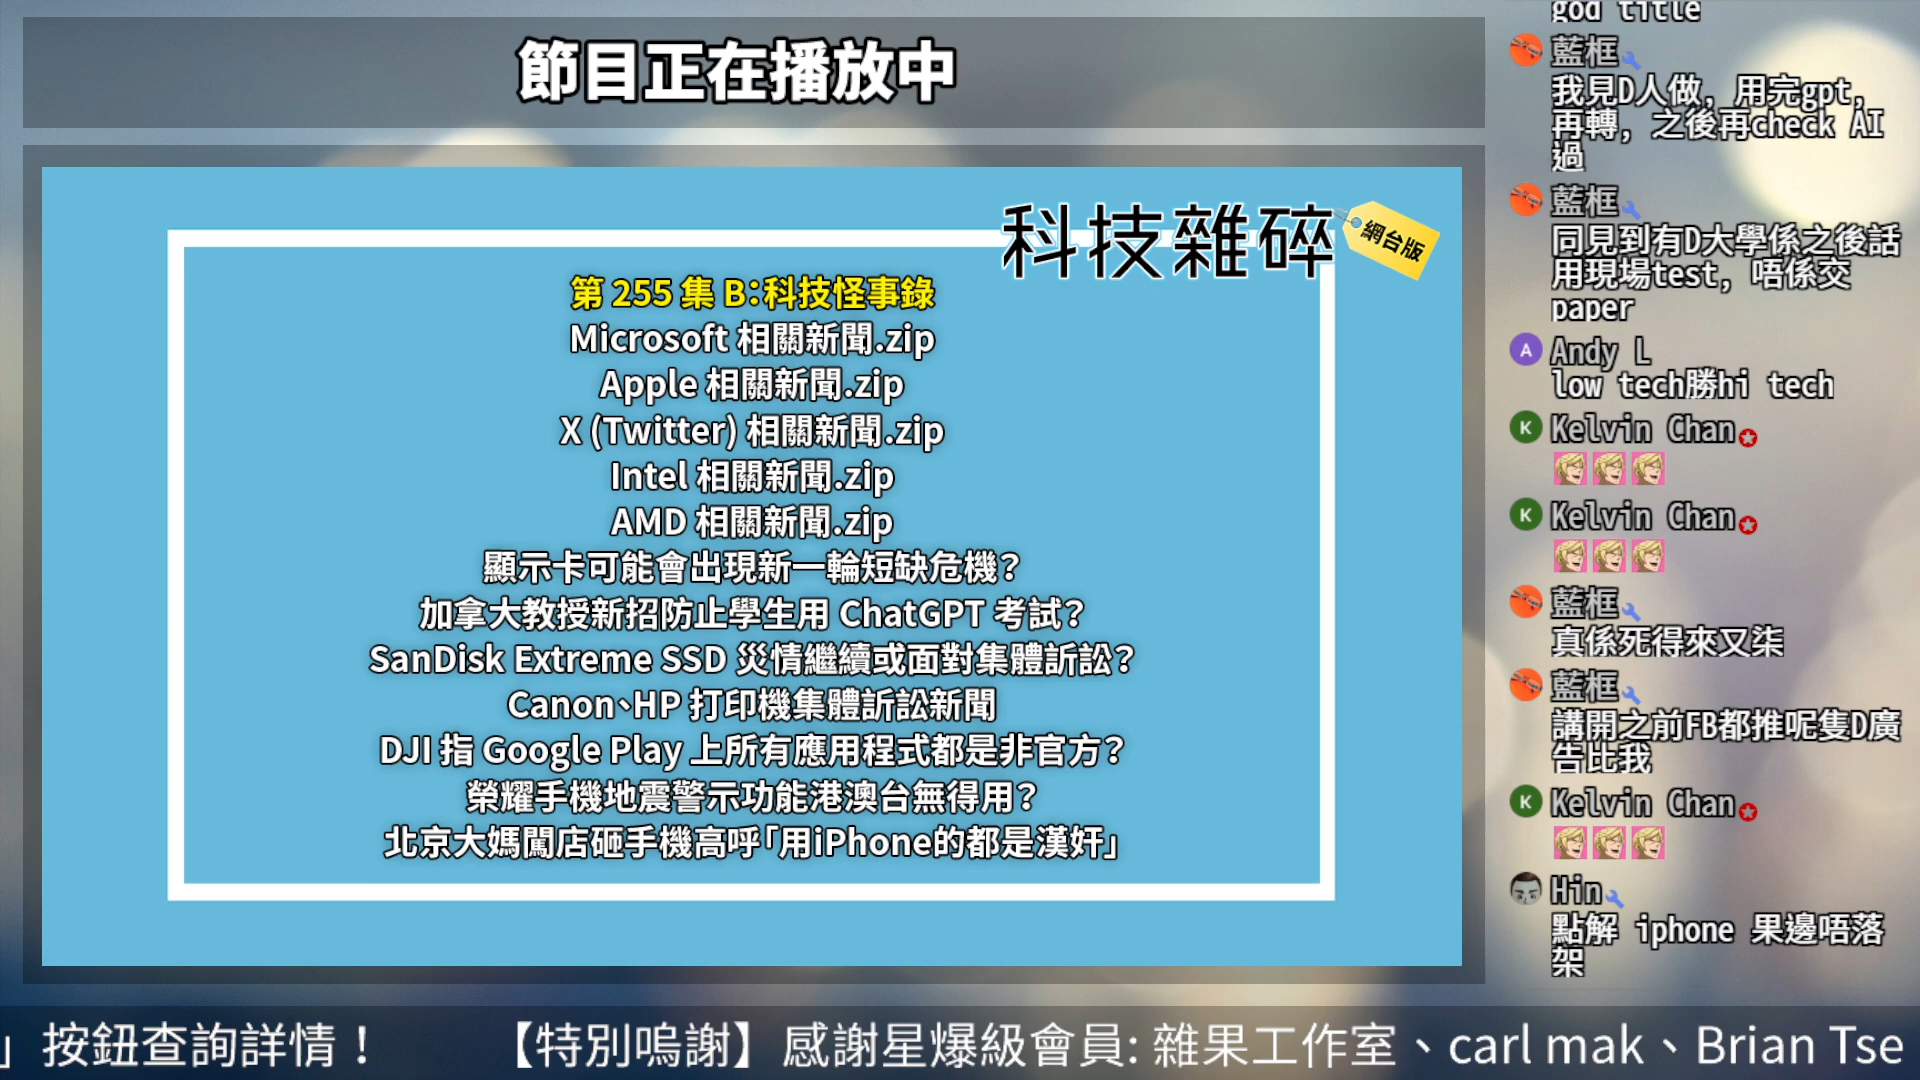 節目正在播放中
科技雜碎
網台版
第 255 集 B：科技怪事錄
Microsoft 相關新聞.zip
Apple 相關新聞.zip
X (Twitter) 相關新聞.zip
Intel 相關新聞.zip
AMD 相關新聞.zip
顯示卡可能會出現新一輪短缺危機？
加拿大教授新招防止學生用 ChatGPT 考試？
SanDisk Extreme SSD 災情繼續或面對集體訴訟？
Canon、HP 打印機集體訴訟新聞
DJI 指 Google Play 上所有應用程式都是非官方？
榮耀手機地震警示功能港澳台無得用？
北京大媽闖店砸手機高呼「用iPhone的都是漢奸」
god title
藍框
我見D人做, 用完gpt,
再轉, 之後再check AI
過
藍框
同見到有D大學係之後話
用現場test, 唔係交
paper
A
Andy L
low tech勝hi tech
K
Kelvin Chan
K
Kelvin Chan
藍框
真係死得來又柒
藍框
講開之前FB都推呢隻D廣
告比我
K
Kelvin Chan
Hin
點解 iphone 果邊唔落
架
」按鈕查詢詳情！ 【特別嗚謝】感謝星爆級會員: 雜果工作室、carl mak、Brian Tse